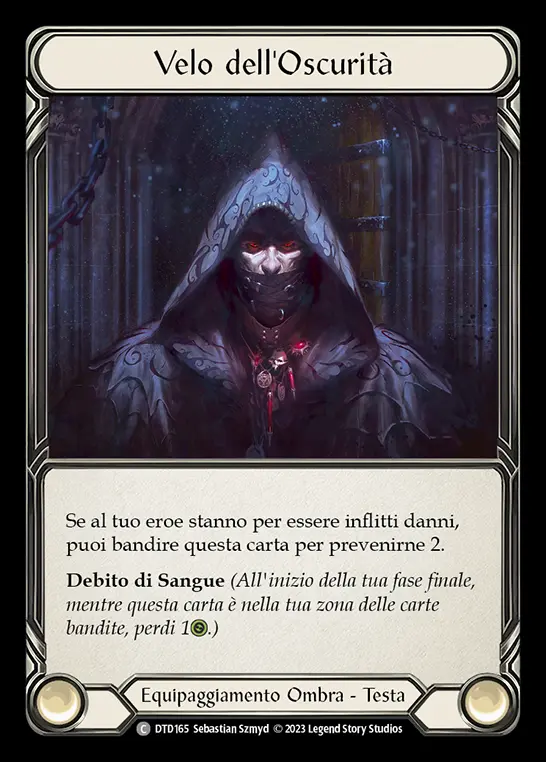 Velo dell'Oscurità
Se al tuo eroe stanno per essere inflitti danni,
puoi bandire questa carta per prevenirne 2.
Debito di Sangue (All'inizio della tua fase finale,
mentre questa carta è nella tua zona delle carte
bandite, perdi 1.)
Equipaggiamento Ombra - Testa
C DTD165 Sebastian Szmyd © 2023 Legend Story Studios